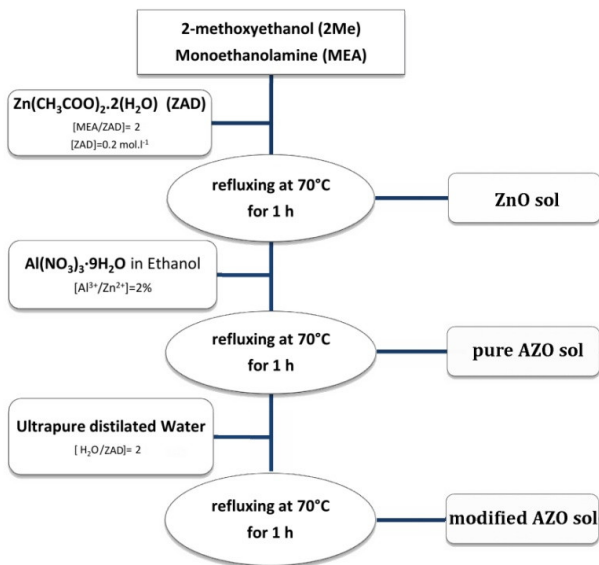 2-methoxyethanol (2Me)
Monoethanolamine (MEA)
Zn(CH₃COO)₂.2(H₂O) (ZAD)
[MEA/ZAD]= 2
[ZAD]=0.2 mol.l⁻¹
refluxing at 70°C
for 1 h
ZnO sol
Al(NO₃)₃·9H₂O in Ethanol
[Al³⁺/Zn²⁺]=2%
refluxing at 70°C
for 1 h
pure AZO sol
Ultrapure distilated Water
[ H₂O/ZAD]= 2
refluxing at 70°C
for 1 h
modified AZO sol